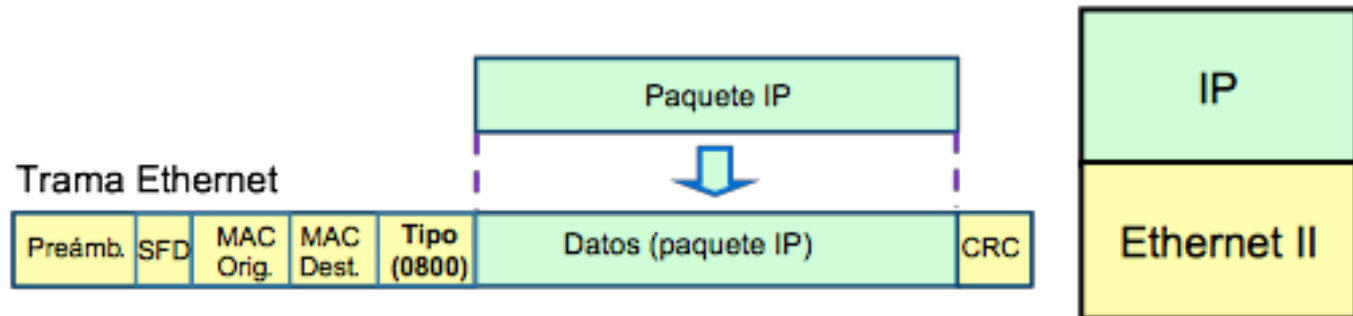 Paquete IP
IP
Trama Ethernet
Preámb.
SFD
MAC
Orig.
MAC
Dest.
Tipo
(0800)
Datos (paquete IP)
CRC
Ethernet II